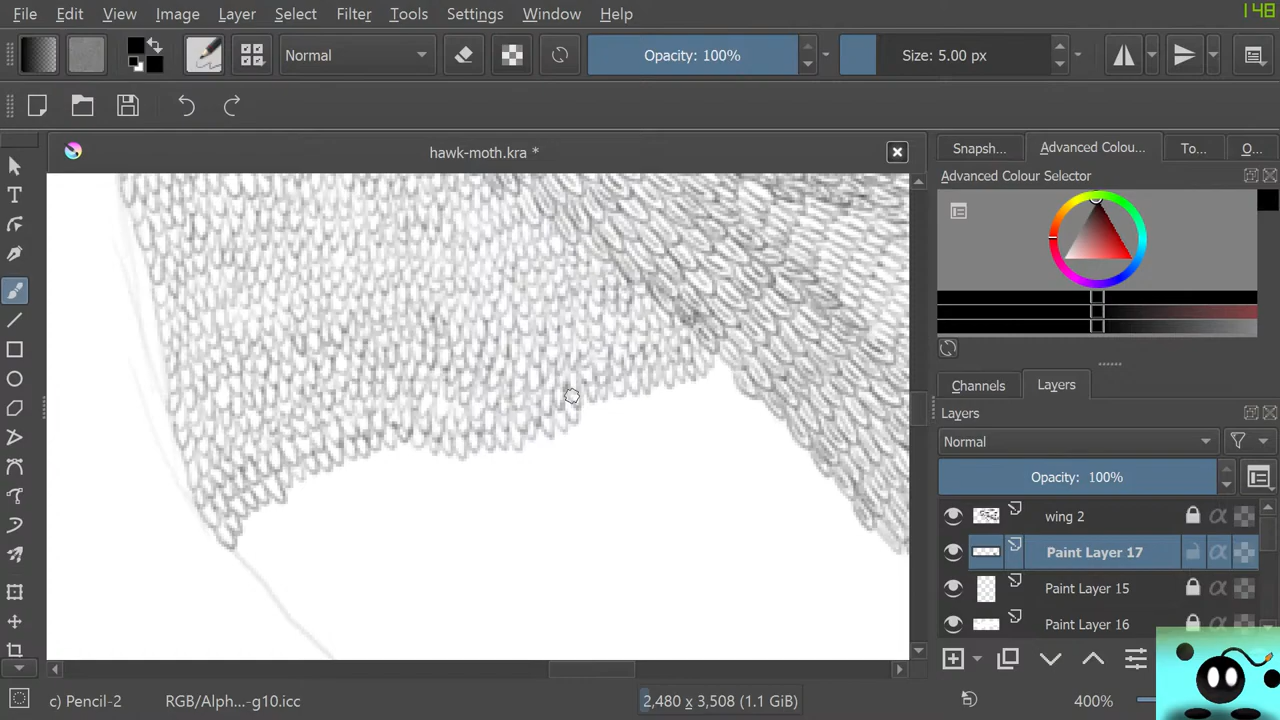 File Edit View Image Layer Select Filter Tools Settings Window Help
148
Normal
Opacity: 100%
Size: 5.00 px
hawk-moth.kra *
Snapsh... Advanced Colou... To... O...
Advanced Colour Selector
Channels Layers
Layers
Normal
Opacity: 100%
wing 2
Paint Layer 17
Paint Layer 15
Paint Layer 16
c) Pencil-2
RGB/Alph...-g10.icc
2,480 x 3,508 (1.1 GiB)
400%